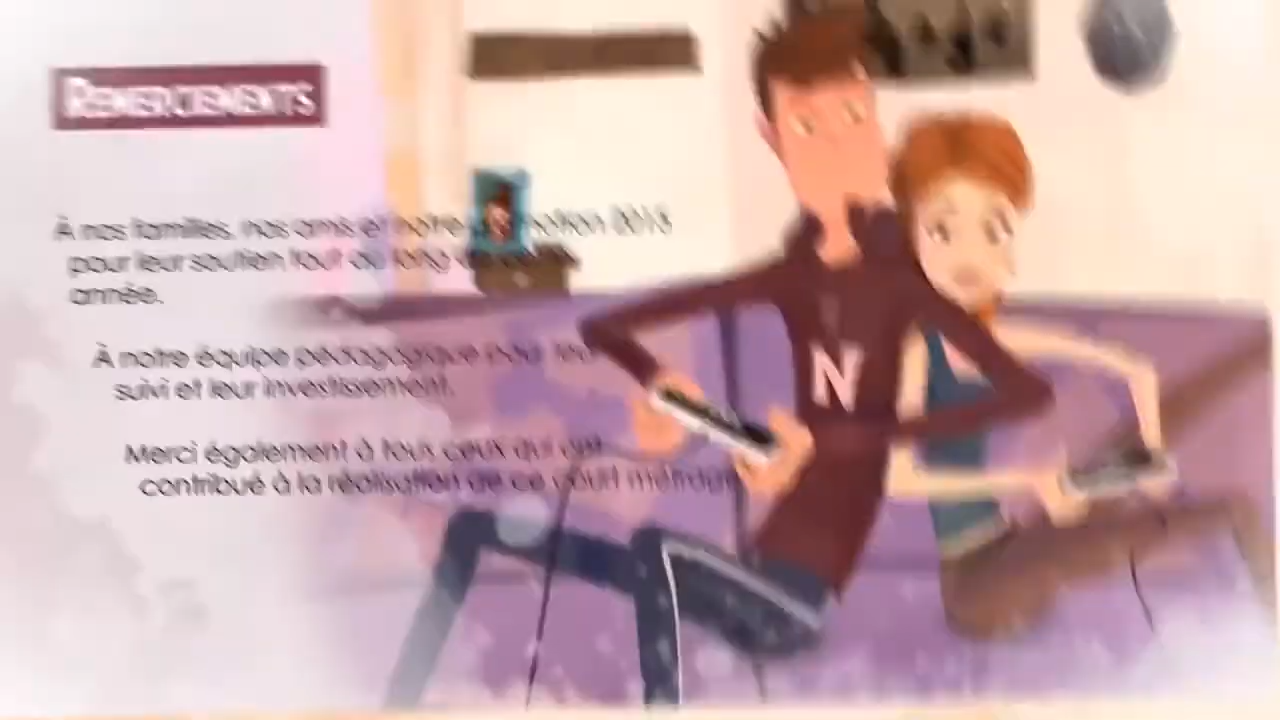 REMERCIEMENTS
À nos familles, nos amis et notre
pour leur soutien tout au long
année.
À notre équipe pédagogique pour leur
suivi et leur investissement.
Merci également à tous ceux qui ont
contribué à la réalisation de ce court métrage
N